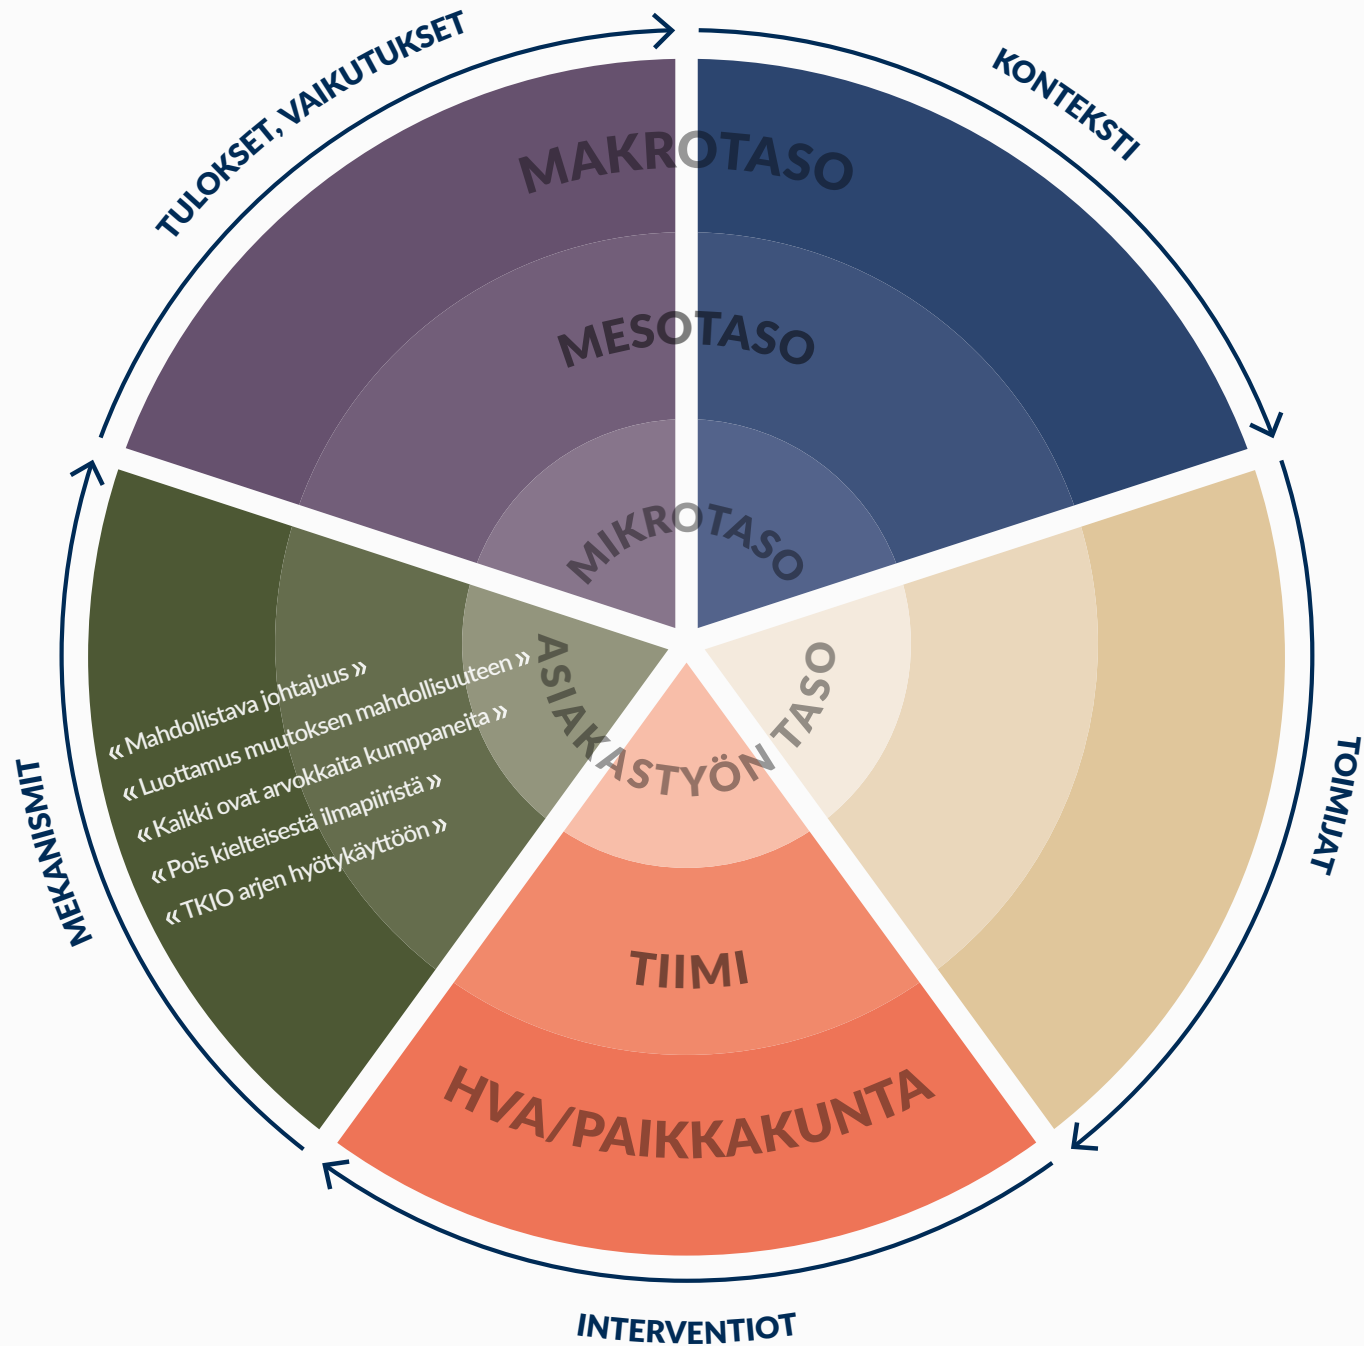 TULOKSET, VAIKUTUKSET
KONTEKSTI
MAKROTASO
MESOTASO
MIKROTASO
ASIAKASTYÖN TASO
« Mahdollistava johtajuus »
« Luottamus muutoksen mahdollisuuteen »
« Kaikki ovat arvokkaita kumppaneita »
« Pois kielteisestä ilmapiiristä »
« TKIO arjen hyötykäyttöön »
MEKANISMIT
TOIMIJAT
TIIMI
HVA/PAIKKAKUNTA
INTERVENTIOT